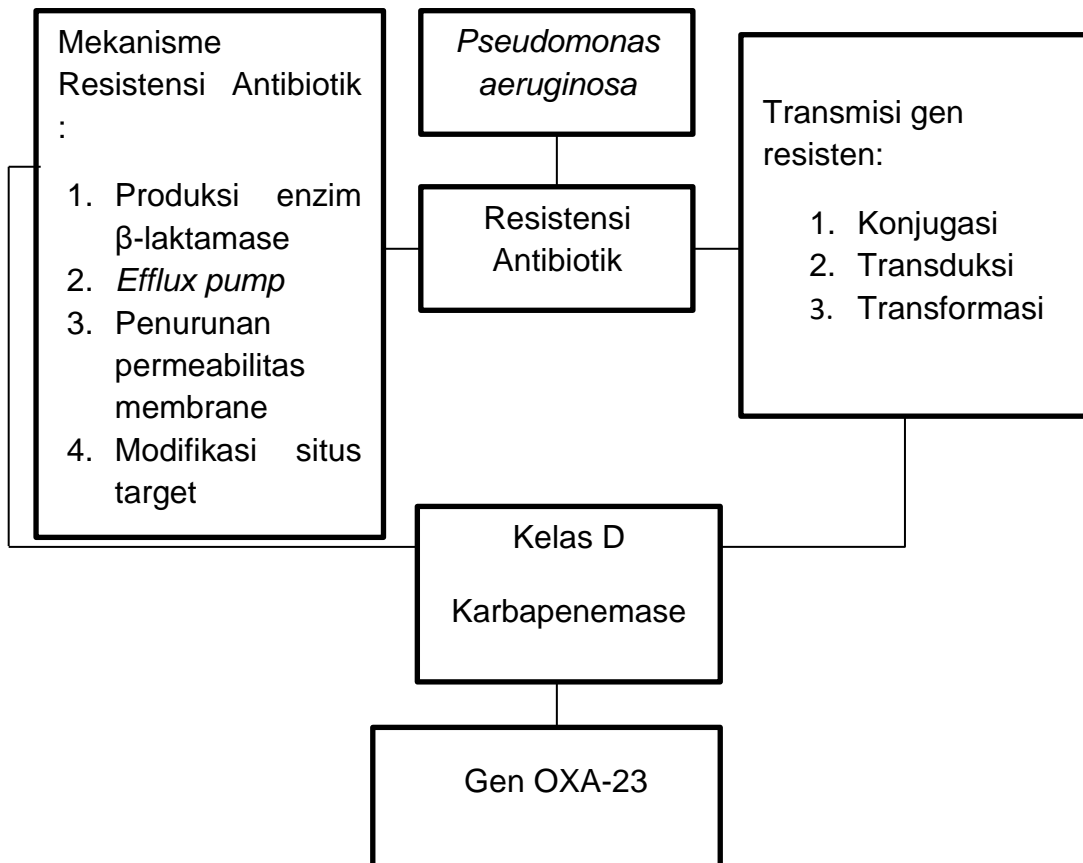 Mekanisme
Resistensi Antibiotik
:
1. Produksi enzim
β-laktamase
2. Efflux pump
3. Penurunan
permeabilitas
membrane
4. Modifikasi situs
target
Pseudomonas
aeruginosa
Resistensi
Antibiotik
Transmisi gen
resisten:
1. Konjugasi
2. Transduksi
3. Transformasi
Kelas D
Karbapenemase
Gen OXA-23